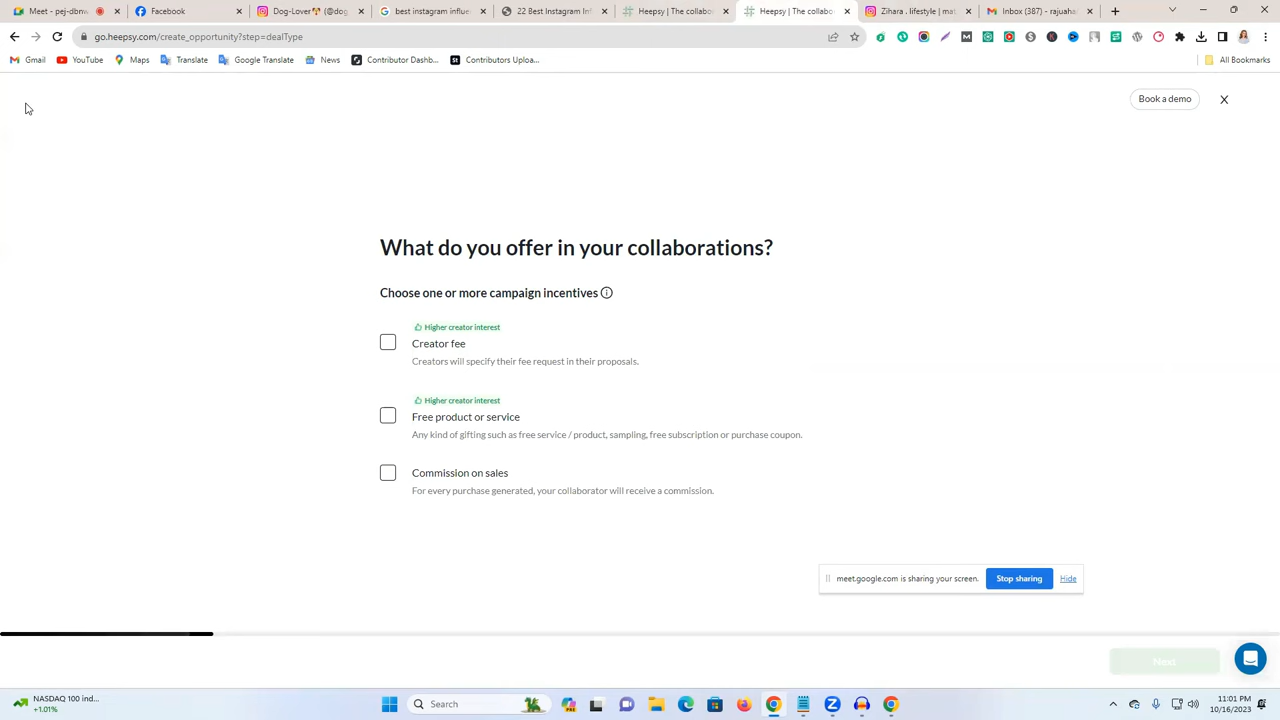 Meet - pejdbnw
Facebook
Instagram Dog-Lover (@dog
best instagram influe
22 Best Instagram Inf
Heepsy | The collabo
Heepsy | The collabo
Zihara . lifestyle | mat
Inbox (387) - rajuaha
go.heepsy.com/create_opportunity?step=dealType
Gmail
YouTube
Maps
Translate
Google Translate
News
Contributor Dashb...
Contributors Uploa...
All Bookmarks
Book a demo
What do you offer in your collaborations?
Choose one or more campaign incentives
Higher creator interest
Creator fee
Creators will specify their fee request in their proposals.
Higher creator interest
Free product or service
Any kind of gifting such as free service / product, sampling, free subscription or purchase coupon.
Commission on sales
For every purchase generated, your collaborator will receive a commission.
meet.google.com is sharing your screen.
Stop sharing
Hide
Next
NASDAQ 100 ind...
+1.01%
Search
11:01 PM
10/16/2023